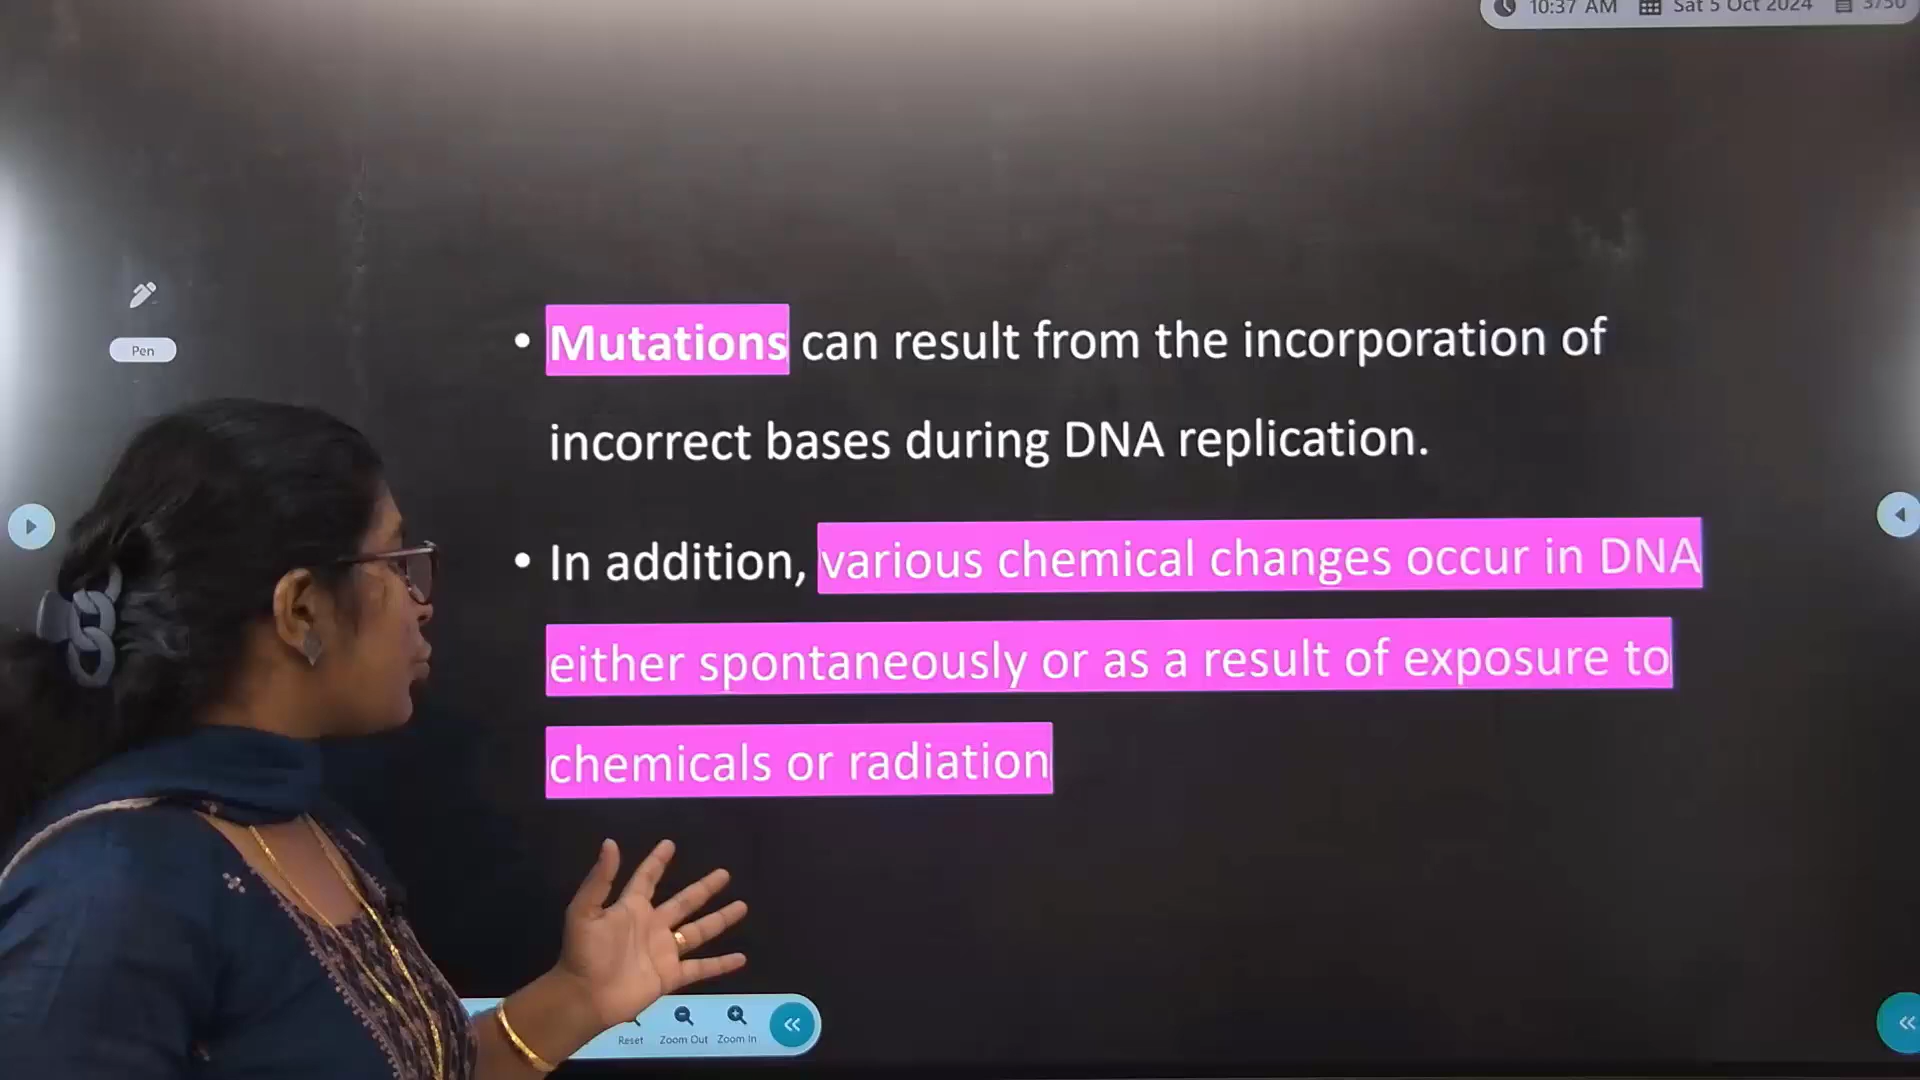 10:37 AM Sat 5 Oct 2024 3/50
Pen
• Mutations can result from the incorporation of
incorrect bases during DNA replication.
• In addition, various chemical changes occur in DNA
either spontaneously or as a result of exposure to
chemicals or radiation
Reset Zoom Out Zoom In